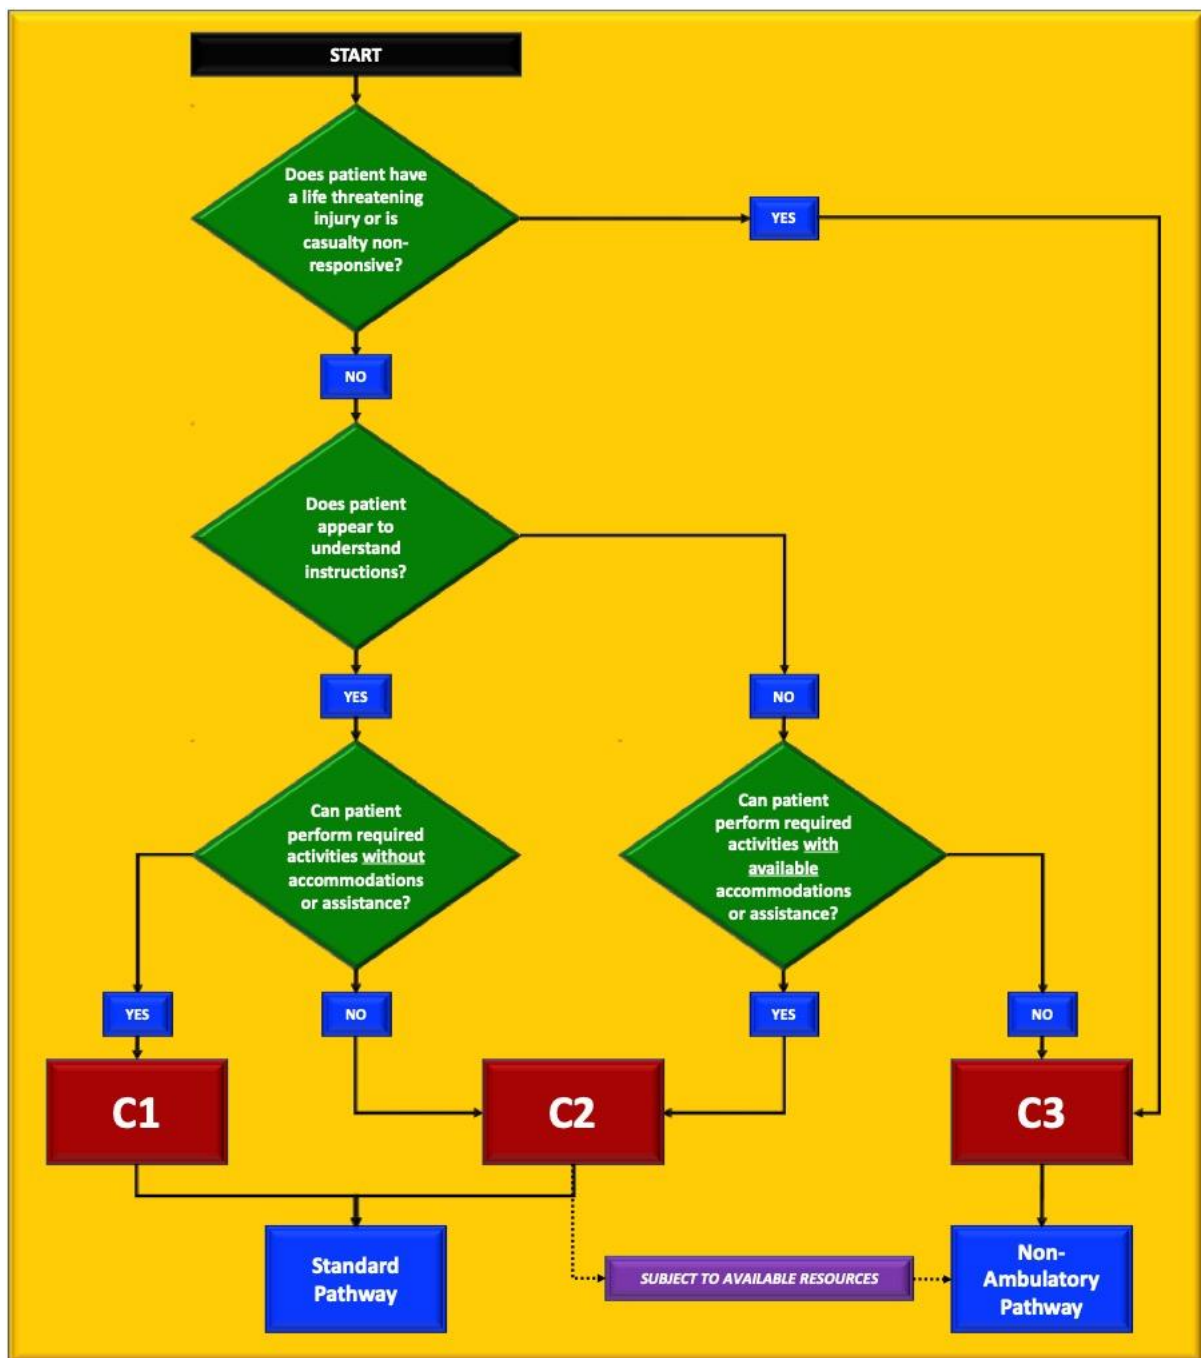 START
Does patient have
a life threatening
injury or is
casualty non-
responsive?
YES
NO
Does patient
appear to
understand
instructions?
YES
NO
Can patient
perform required
activities without
accommodations
or assistance?
Can patient
perform required
activities with
available
accommodations
or assistance?
YES
NO
YES
NO
C1
C2
C3
Standard
Pathway
SUBJECT TO AVAILABLE RESOURCES
Non-
Ambulatory
Pathway